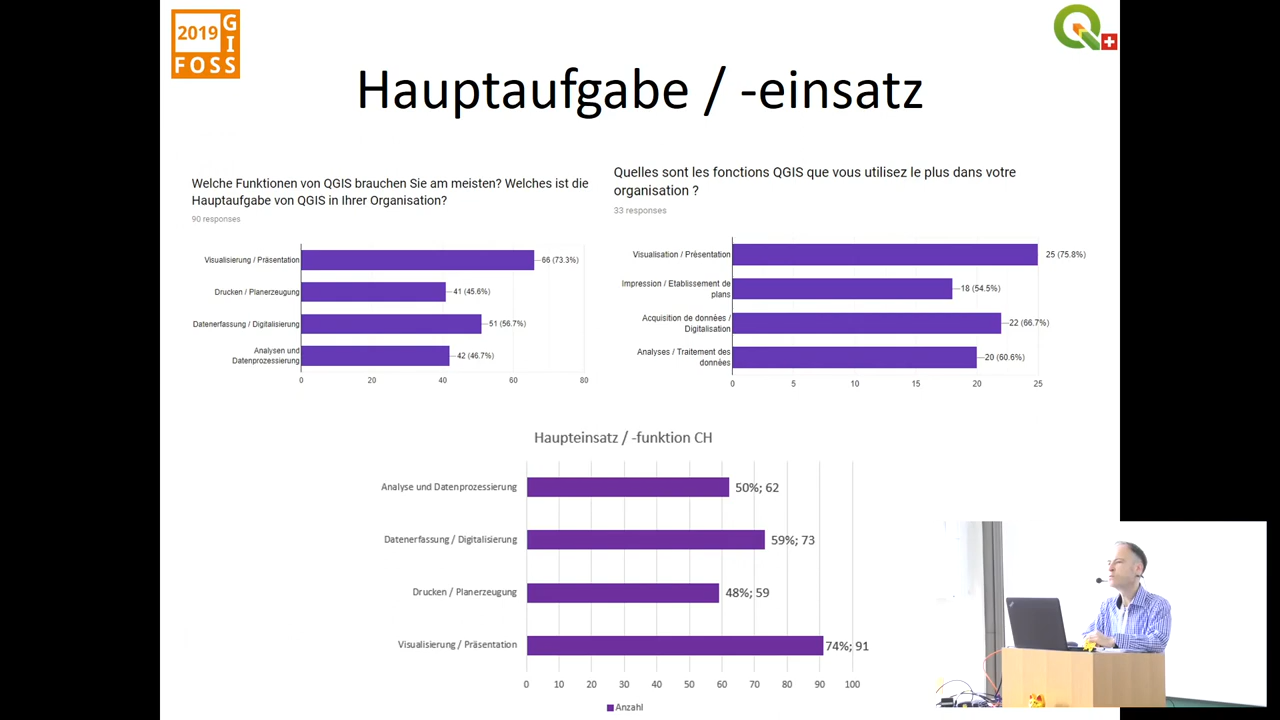 2019
G
I
FOSS
Hauptaufgabe / -einsatz
Welche Funktionen von QGIS brauchen Sie am meisten? Welches ist die
Hauptaufgabe von QGIS in Ihrer Organisation?
90 responses
Visualisierung / Präsentation
66 (73.3%)
Drucken / Planerzeugung
41 (45.6%)
Datenerfassung / Digitalisierung
51 (56.7%)
Analysen und
Datenprozessierung
42 (46.7%)
0 20 40 60 80
Quelles sont les fonctions QGIS que vous utilisez le plus dans votre
organisation ?
33 responses
Visualisation / Présentation
25 (75.8%)
Impression / Etablissement de
plans
18 (54.5%)
Acquisition de données /
Digitalisation
22 (66.7%)
Analyses / Traitement des
données
20 (60.6%)
0 5 10 15 20 25
Haupteinsatz / -funktion CH
Analyse und Datenprozessierung
50%; 62
Datenerfassung / Digitalisierung
59%; 73
Drucken / Planerzeugung
48%; 59
Visualisierung / Präsentation
74%; 91
0 10 20 30 40 50 60 70 80 90 100
Anzahl